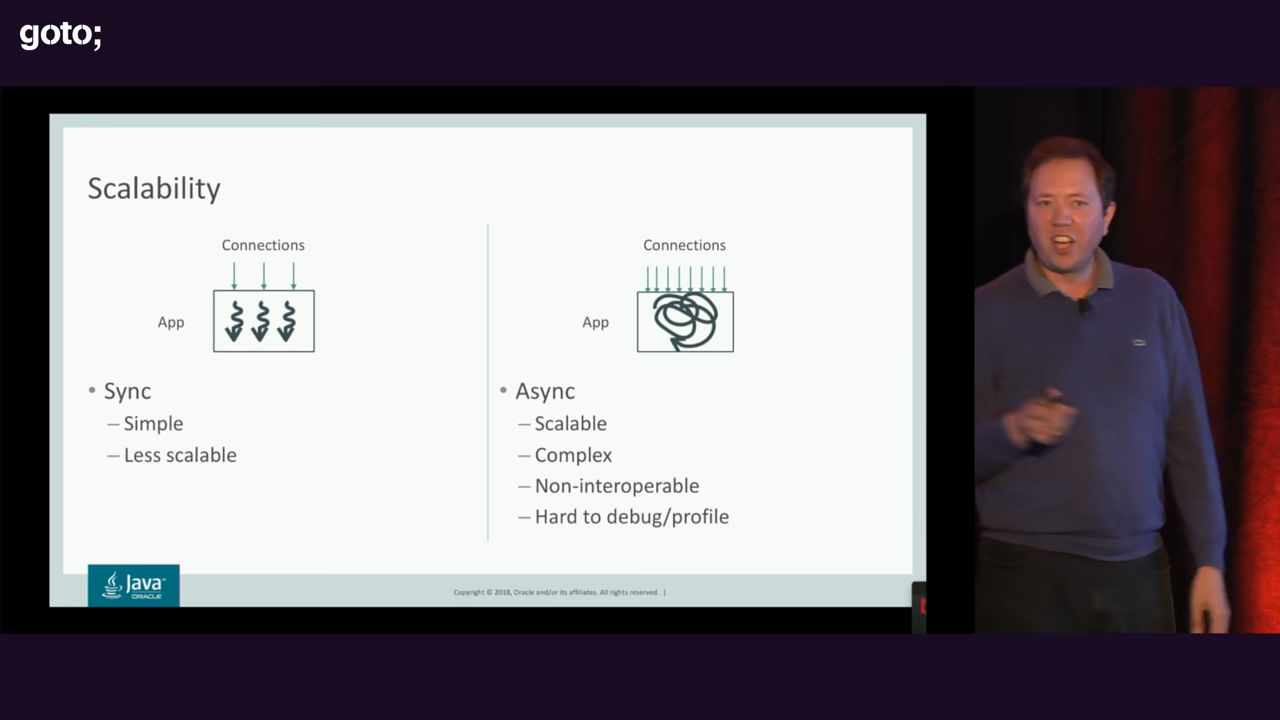 goto;
Scalability
Connections
App
• Sync
– Simple
– Less scalable
Connections
App
• Async
– Scalable
– Complex
– Non-interoperable
– Hard to debug/profile
Java™
ORACLE
Copyright © 2018, Oracle and/or its affiliates. All rights reserved. |